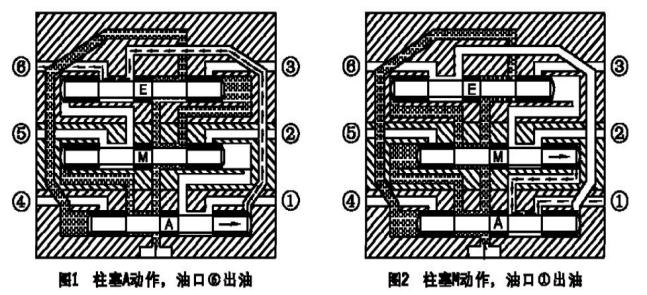 ⑥ E ③ ⑥ E ③
⑤ M ② ⑤ M ②
④ A ① ④ A ①
图1 柱塞A动作，油口⑥出油 图2 柱塞M动作，油口①出油